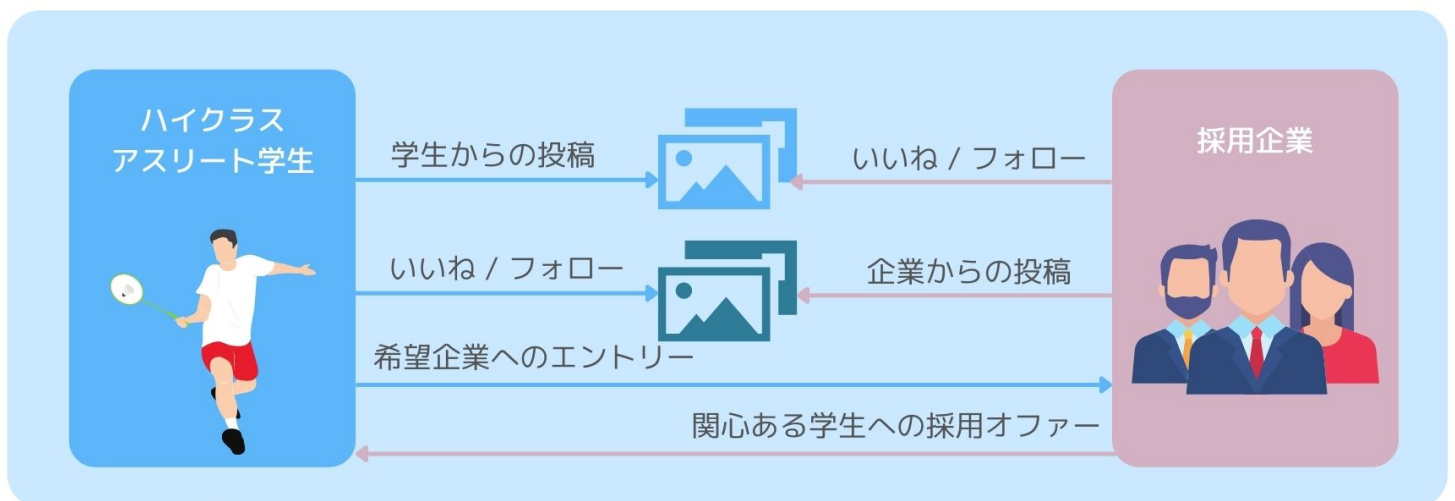 ハイクラス
アスリート学生
学生からの投稿
いいね / フォロー
採用企業
いいね / フォロー
企業からの投稿
希望企業へのエントリー
関心ある学生への採用オファー